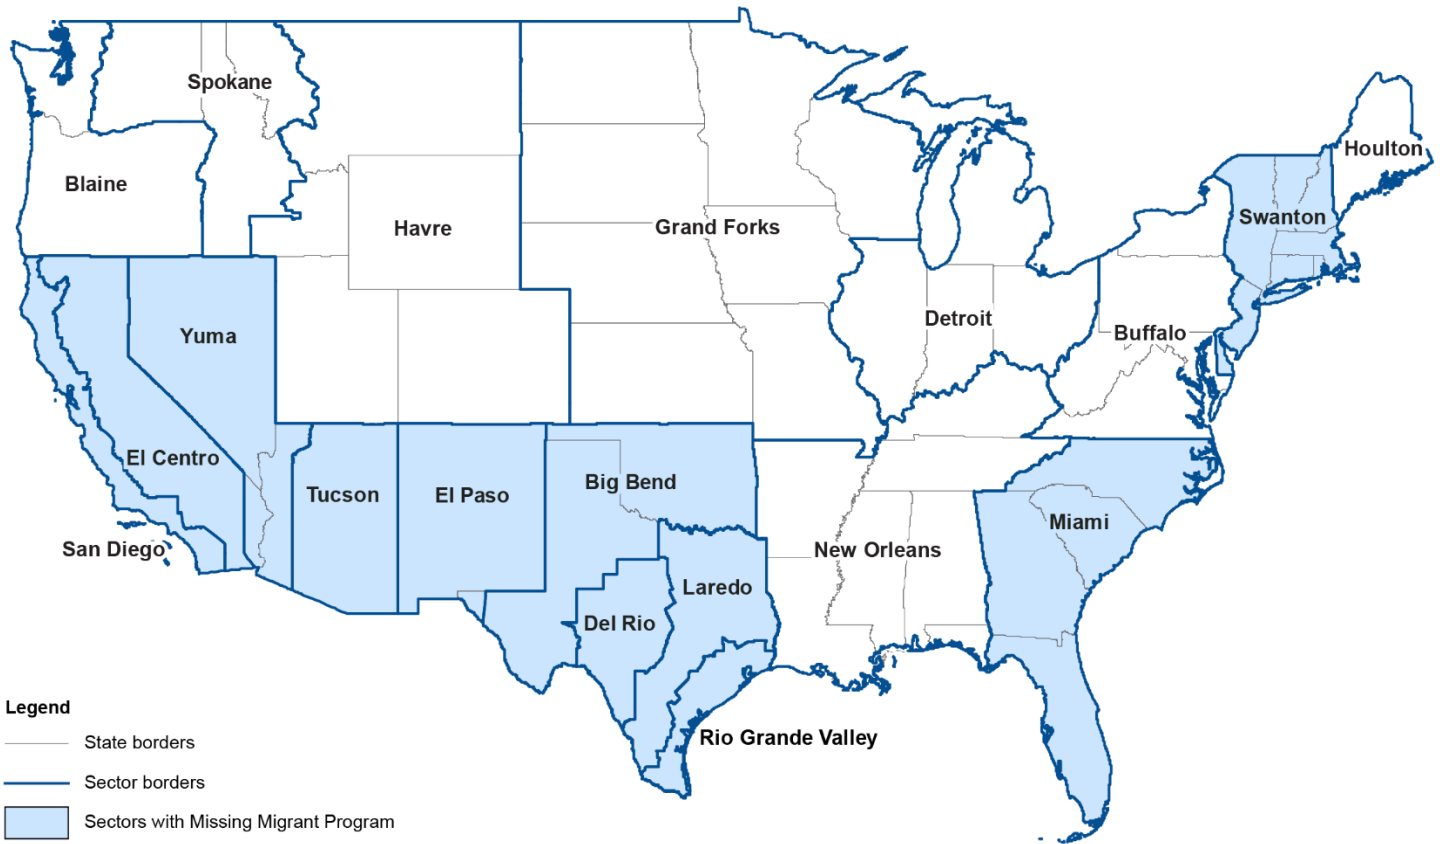 Spokane
Houlton
Blaine
Swanton
Havre
Grand Forks
Detroit
Buffalo
Yuma
El Centro
Tucson
El Paso
Big Bend
Miami
San Diego
New Orleans
Laredo
Del Rio
Rio Grande Valley
Legend
State borders
Sector borders
Sectors with Missing Migrant Program